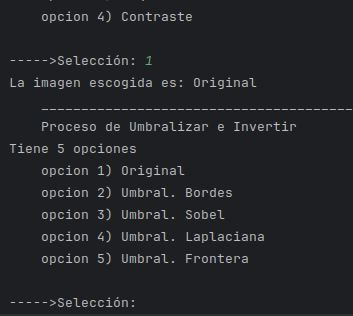 opcion 4) Contraste
----->Selección: 1
La imagen escogida es: Original
_______________________________________
Proceso de Umbralizar e Invertir
Tiene 5 opciones
opcion 1) Original
opcion 2) Umbral. Bordes
opcion 3) Umbral. Sobel
opcion 4) Umbral. Laplaciana
opcion 5) Umbral. Frontera
----->Selección: